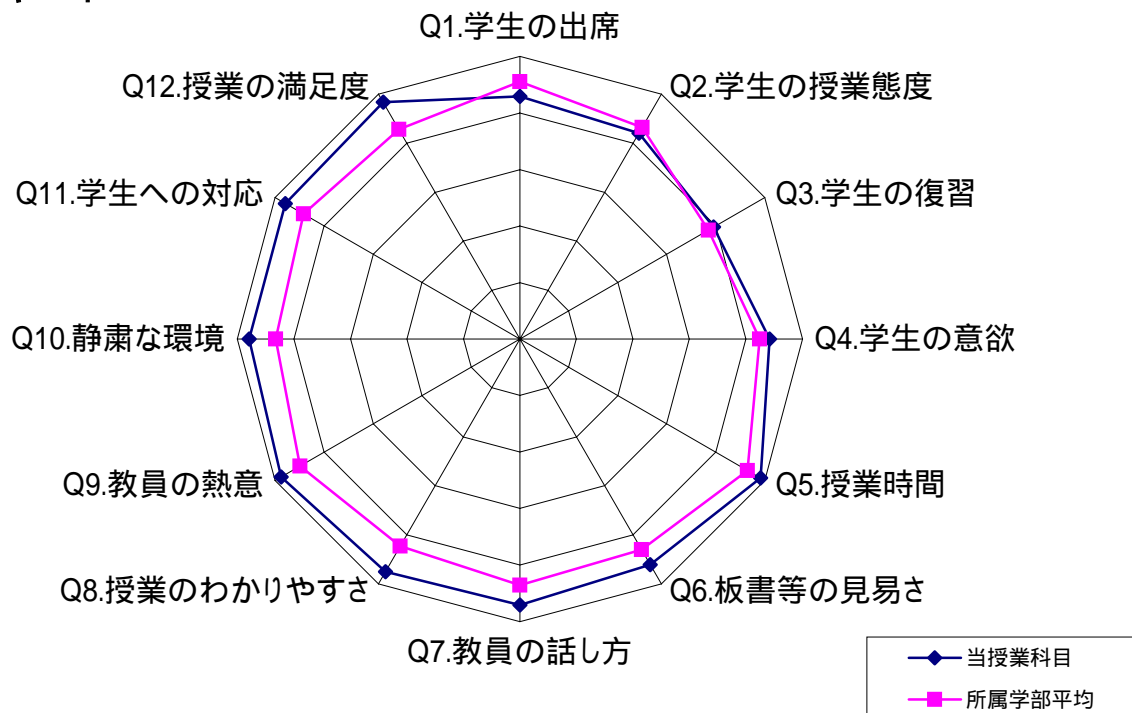 Q1.学生の出席
Q2.学生の授業態度
Q3.学生の復習
Q4.学生の意欲
Q5.授業時間
Q6.板書等の見易さ
Q7.教員の話し方
Q8.授業のわかりやすさ
Q9.教員の熱意
Q10.静粛な環境
Q11.学生への対応
Q12.授業の満足度
当授業科目
所属学部平均